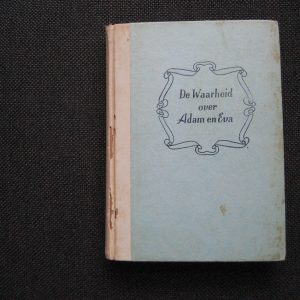 De Waarheid
over
Adam en Eva